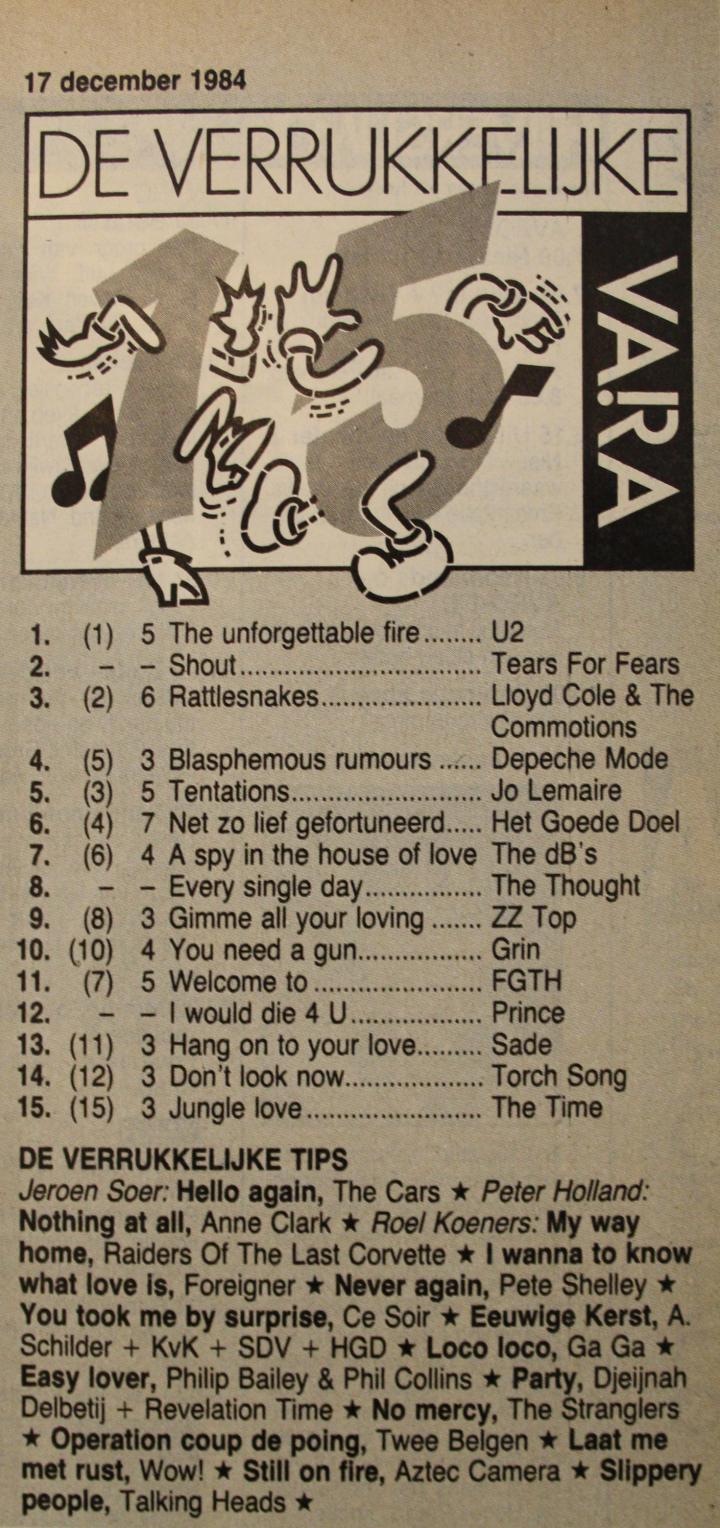 17 december 1984
DE VERRUKKELIJKE
15
VARA
1. (1) 5 The unforgettable fire........ U2
2. – – Shout.................................. Tears For Fears
3. (2) 6 Rattlesnakes....................... Lloyd Cole & The
Commotions
4. (5) 3 Blasphemous rumours ...... Depeche Mode
5. (3) 5 Tentations........................... Jo Lemaire
6. (4) 7 Net zo lief gefortuneerd..... Het Goede Doel
7. (6) 4 A spy in the house of love The dB's
8. – – Every single day................. The Thought
9. (8) 3 Gimme all your loving ....... ZZ Top
10. (10) 4 You need a gun.................. Grin
11. (7) 5 Welcome to ........................ FGTH
12. – – I would die 4 U................... Prince
13. (11) 3 Hang on to your love......... Sade
14. (12) 3 Don't look now.................... Torch Song
15. (15) 3 Jungle love......................... The Time
DE VERRUKKELIJKE TIPS
Jeroen Soer: Hello again, The Cars ★ Peter Holland:
Nothing at all, Anne Clark ★ Roel Koeners: My way
home, Raiders Of The Last Corvette ★ I wanna to know
what love is, Foreigner ★ Never again, Pete Shelley ★
You took me by surprise, Ce Soir ★ Eeuwige Kerst, A.
Schilder + KvK + SDV + HGD ★ Loco loco, Ga Ga ★
Easy lover, Philip Bailey & Phil Collins ★ Party, Djeijnah
Delbetij + Revelation Time ★ No mercy, The Stranglers
★ Operation coup de poing, Twee Belgen ★ Laat me
met rust, Wow! ★ Still on fire, Aztec Camera ★ Slippery
people, Talking Heads ★